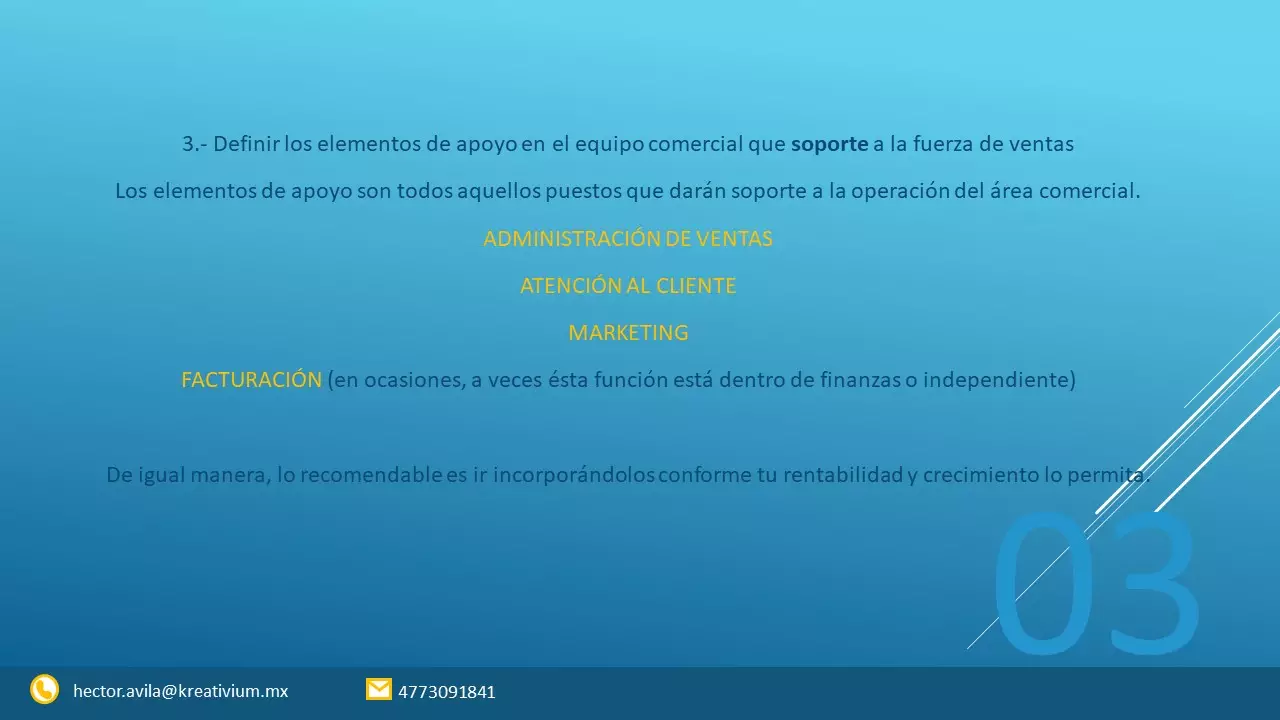 3.- Definir los elementos de apoyo en el equipo comercial que soporte a la fuerza de ventas
Los elementos de apoyo son todos aquellos puestos que darán soporte a la operación del área comercial.
ADMINISTRACIÓN DE VENTAS
ATENCIÓN AL CLIENTE
MARKETING
FACTURACIÓN (en ocasiones, a veces ésta función está dentro de finanzas o independiente)
De igual manera, lo recomendable es ir incorporándolos conforme tu rentabilidad y crecimiento lo permita.
03
hector.avila@kreativium.mx 4773091841